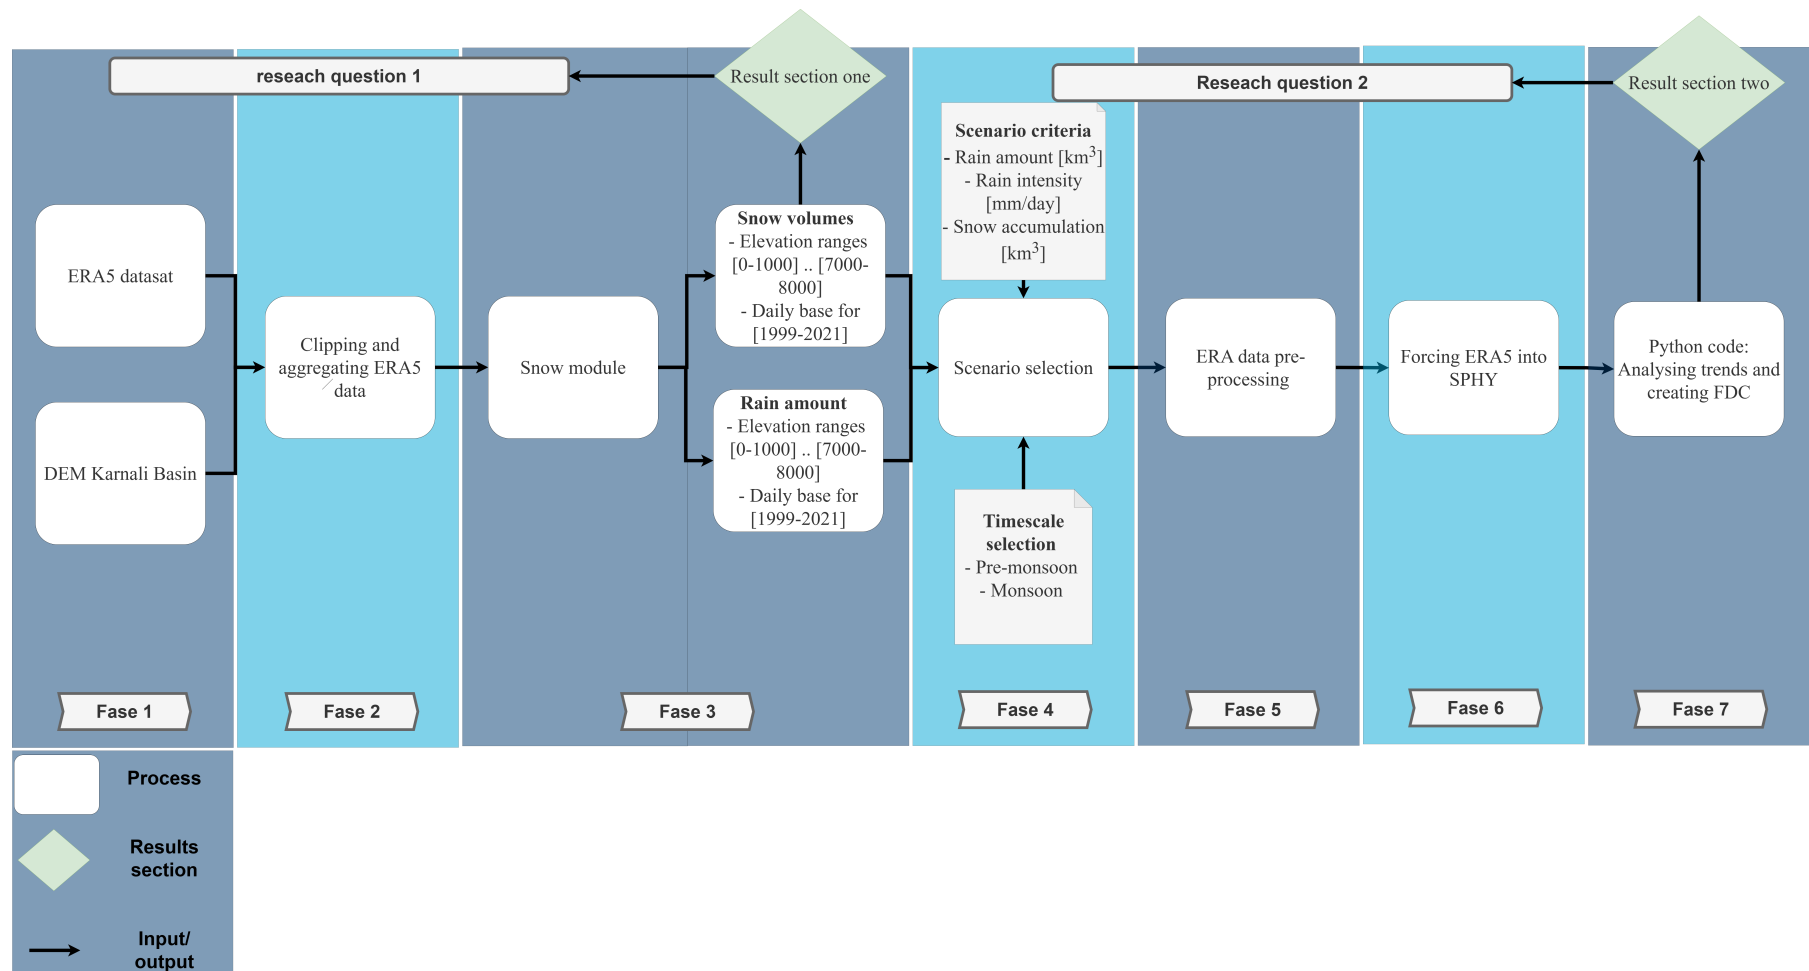 reseach question 1
Result section one
Reseach question 2
Result section two
ERA5 datasat
DEM Karnali Basin
Clipping and
aggregating ERA5
data
Snow module
Snow volumes
- Elevation ranges
[0-1000] .. [7000-
8000]
- Daily base for
[1999-2021]
Rain amount
- Elevation ranges
[0-1000] .. [7000-
8000]
- Daily base for
[1999-2021]
Scenario criteria
- Rain amount [km³]
- Rain intensity
[mm/day]
- Snow accumulation
[km³]
Scenario selection
Timescale
selection
- Pre-monsoon
- Monsoon
ERA data pre-
processing
Forcing ERA5 into
SPHY
Python code:
Analysing trends and
creating FDC
Fase 1
Fase 2
Fase 3
Fase 4
Fase 5
Fase 6
Fase 7
Process
Results
section
Input/
output